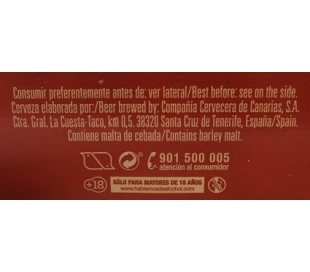 Consumir preferentemente antes de: ver lateral/Best before: see on the side.
Cerveza elaborada por:/Beer brewed by: Compañía Cervecera de Canarias, S.A.
Ctra. Gral. La Cuesta-Taco, km 0,5. 38320 Santa Cruz de Tenerife, España/Spain.
Contiene malta de cebada/Contains barley malt.
901 500 005
atención al consumidor
+18
SÓLO PARA MAYORES DE 18 AÑOS
www.hablemosdealcohol.com